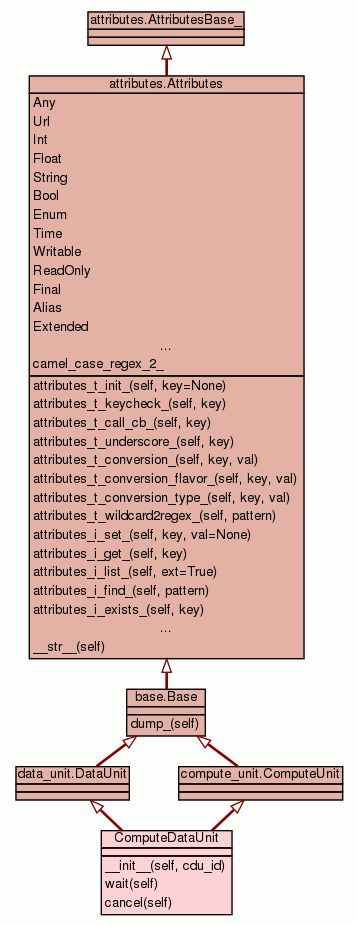 attributes.AttributesBase_
attributes.Attributes
Any
Url
Int
Float
String
Bool
Enum
Time
Writable
ReadOnly
Final
Alias
Extended
...
camel_case_regex_2_
attributes_t_init_(self, key=None)
attributes_t_keycheck_(self, key)
attributes_t_call_cb_(self, key)
attributes_t_underscore_(self, key)
attributes_t_conversion_(self, key, val)
attributes_t_conversion_flavor_(self, key, val)
attributes_t_conversion_type_(self, key, val)
attributes_t_wildcard2regex_(self, pattern)
attributes_i_set_(self, key, val=None)
attributes_i_get_(self, key)
attributes_i_list_(self, ext=True)
attributes_i_find_(self, pattern)
attributes_i_exists_(self, key)
...
__str__(self)
base.Base
dump_(self)
data_unit.DataUnit
compute_unit.ComputeUnit
ComputeDataUnit
__init__(self, cdu_id)
wait(self)
cancel(self)